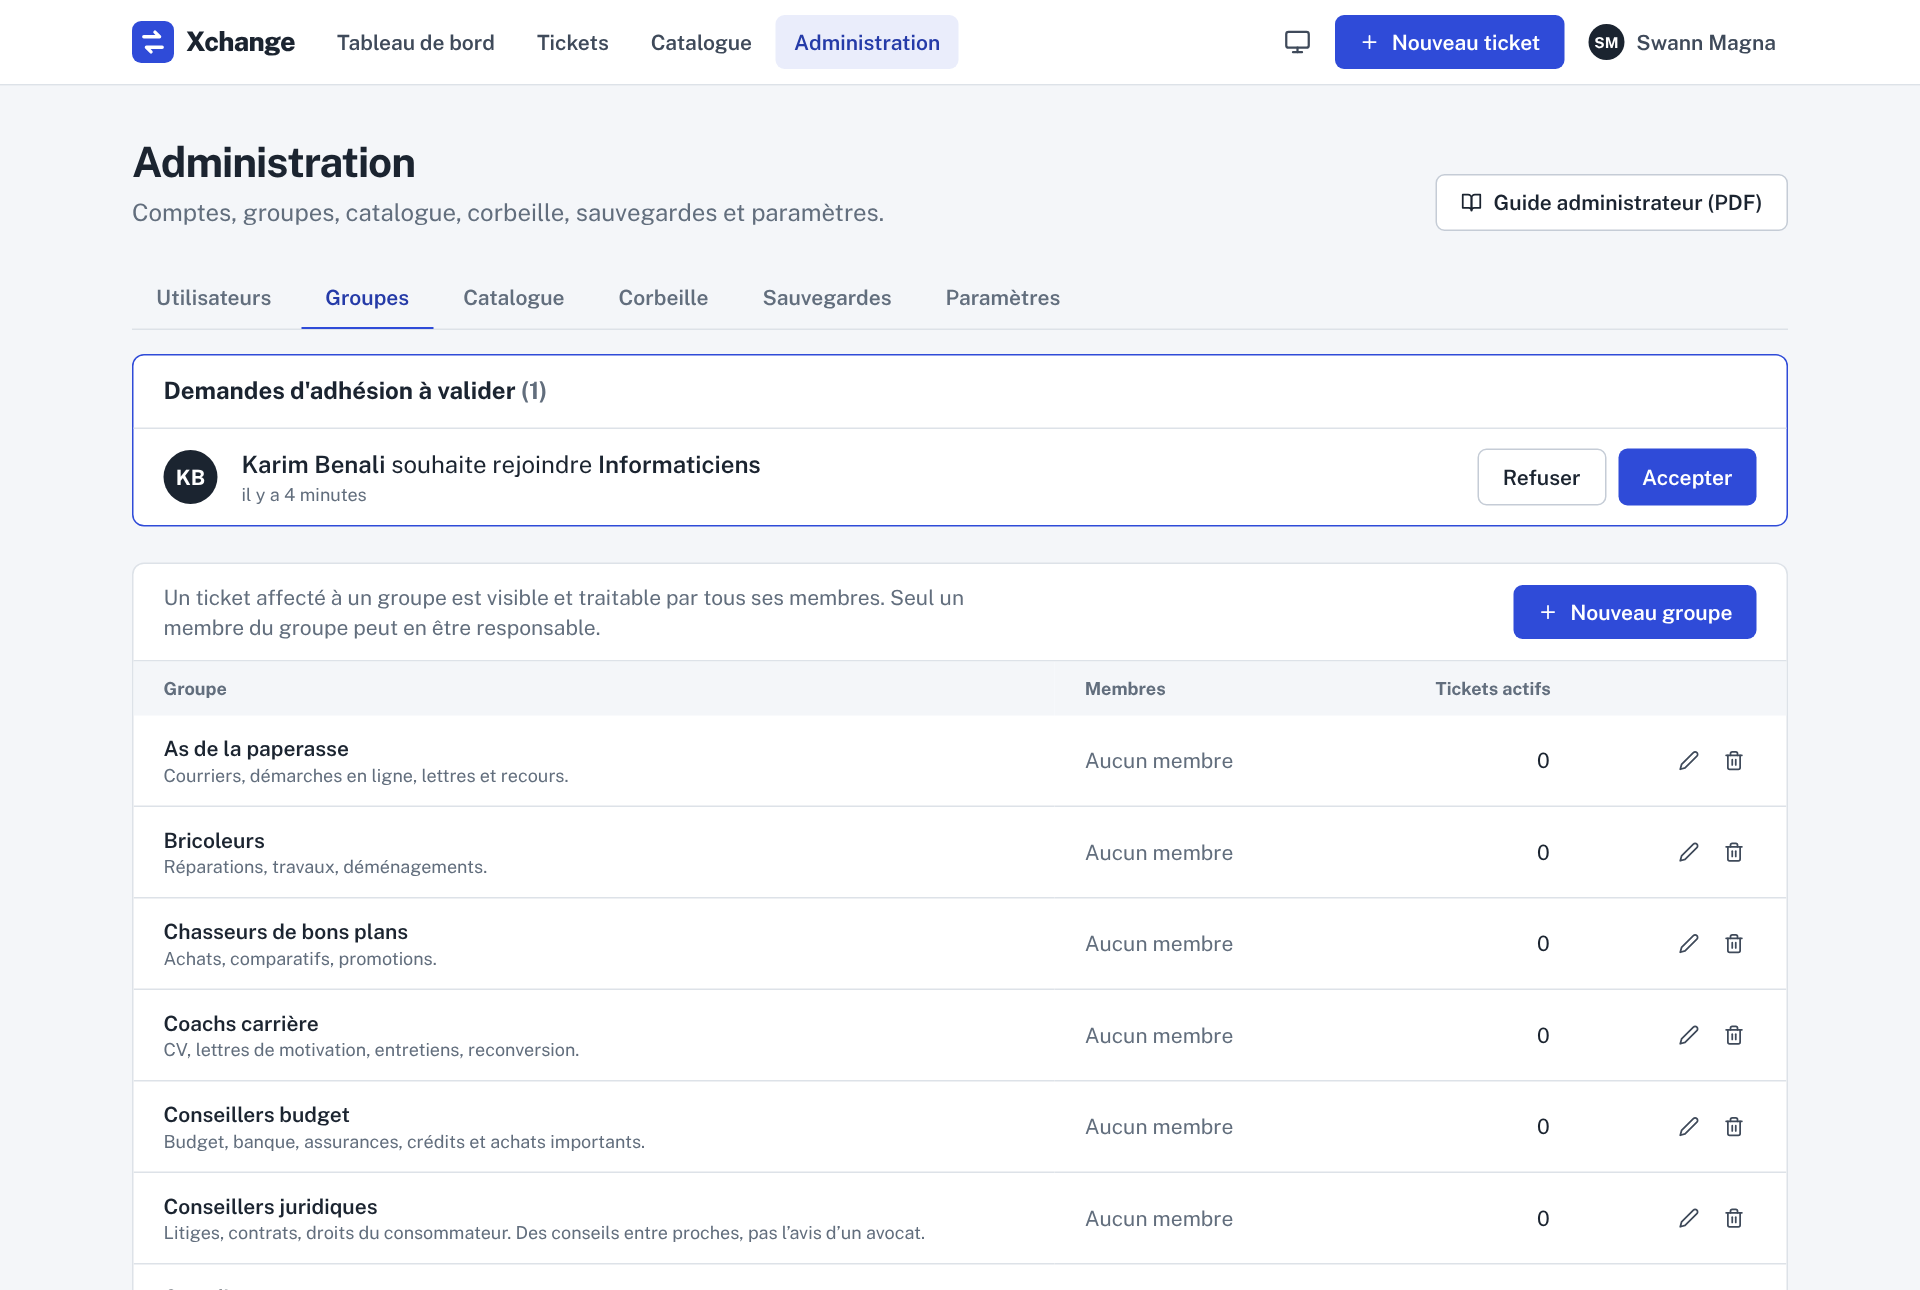 Xchange
Tableau de bord
Tickets
Catalogue
Administration
Nouveau ticket
SM
Swann Magna
Administration
Comptes, groupes, catalogue, corbeille, sauvegardes et paramètres.
Guide administrateur (PDF)
Utilisateurs
Groupes
Catalogue
Corbeille
Sauvegardes
Paramètres
Demandes d'adhésion à valider (1)
KB
Karim Benali souhaite rejoindre Informaticiens
il y a 4 minutes
Refuser
Accepter
Un ticket affecté à un groupe est visible et traitable par tous ses membres. Seul un
membre du groupe peut en être responsable.
Nouveau groupe
Groupe
Membres
Tickets actifs
As de la paperasse
Courriers, démarches en ligne, lettres et recours.
Aucun membre
0
Bricoleurs
Réparations, travaux, déménagements.
Aucun membre
0
Chasseurs de bons plans
Achats, comparatifs, promotions.
Aucun membre
0
Coachs carrière
CV, lettres de motivation, entretiens, reconversion.
Aucun membre
0
Conseillers budget
Budget, banque, assurances, crédits et achats importants.
Aucun membre
0
Conseillers juridiques
Litiges, contrats, droits du consommateur. Des conseils entre proches, pas l’avis d’un avocat.
Aucun membre
0